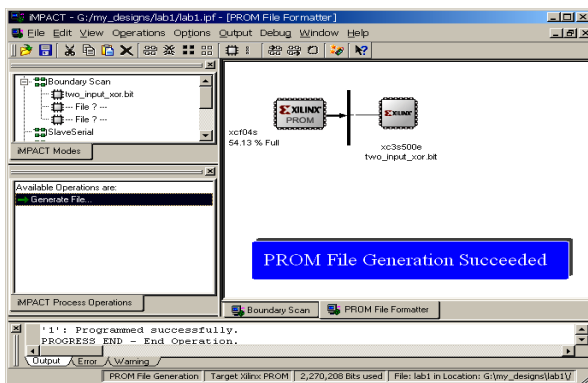 iMPACT - G:/my_designs/lab1/lab1.ipf - [PROM File Formatter]
File Edit View Operations Options Output Debug Window Help
Boundary Scan
two_input_xor.bit
--- File ? ---
--- File ? ---
SlaveSerial
iMPACT Modes
Available Operations are:
Generate File...
iMPACT Process Operations
XILINX
PROM
xcf04s
54.13 % Full
XILINX
xc3s500e
two_input_xor.bit
PROM File Generation Succeeded
Boundary Scan
PROM File Formatter
'1': Programmed successfully.
PROGRESS END - End Operation.
Output Error Warning
PROM File Generation Target Xilinx PROM 2,270,208 Bits used File: lab1 in Location: G:\my_designs\lab1\/